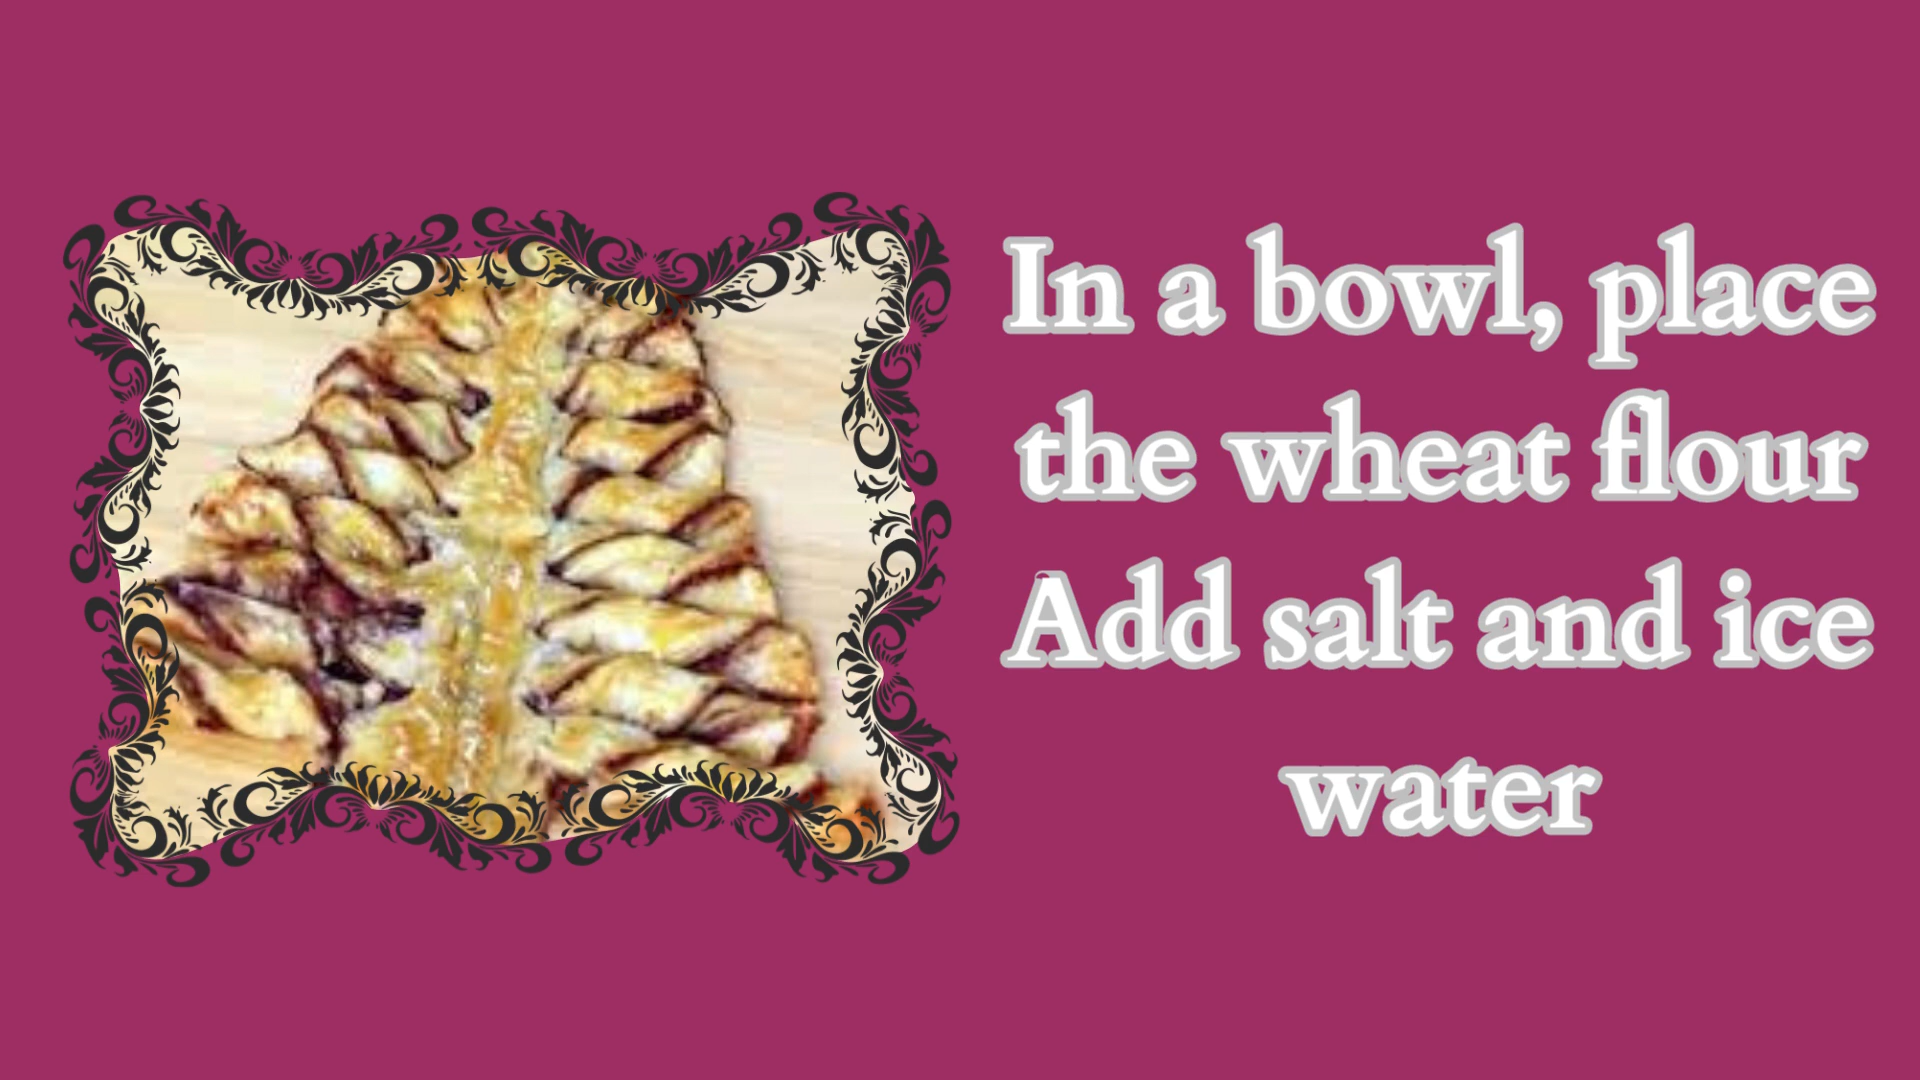 In a bowl, place
the wheat flour
Add salt and ice
water